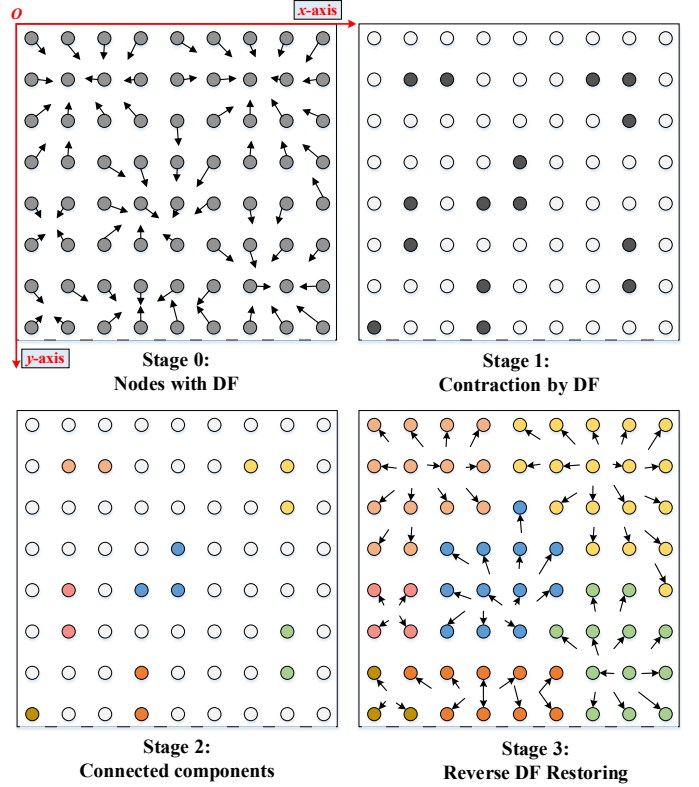 O
x-axis
y-axis
Stage 0:
Nodes with DF
Stage 1:
Contraction by DF
Stage 2:
Connected components
Stage 3:
Reverse DF Restoring